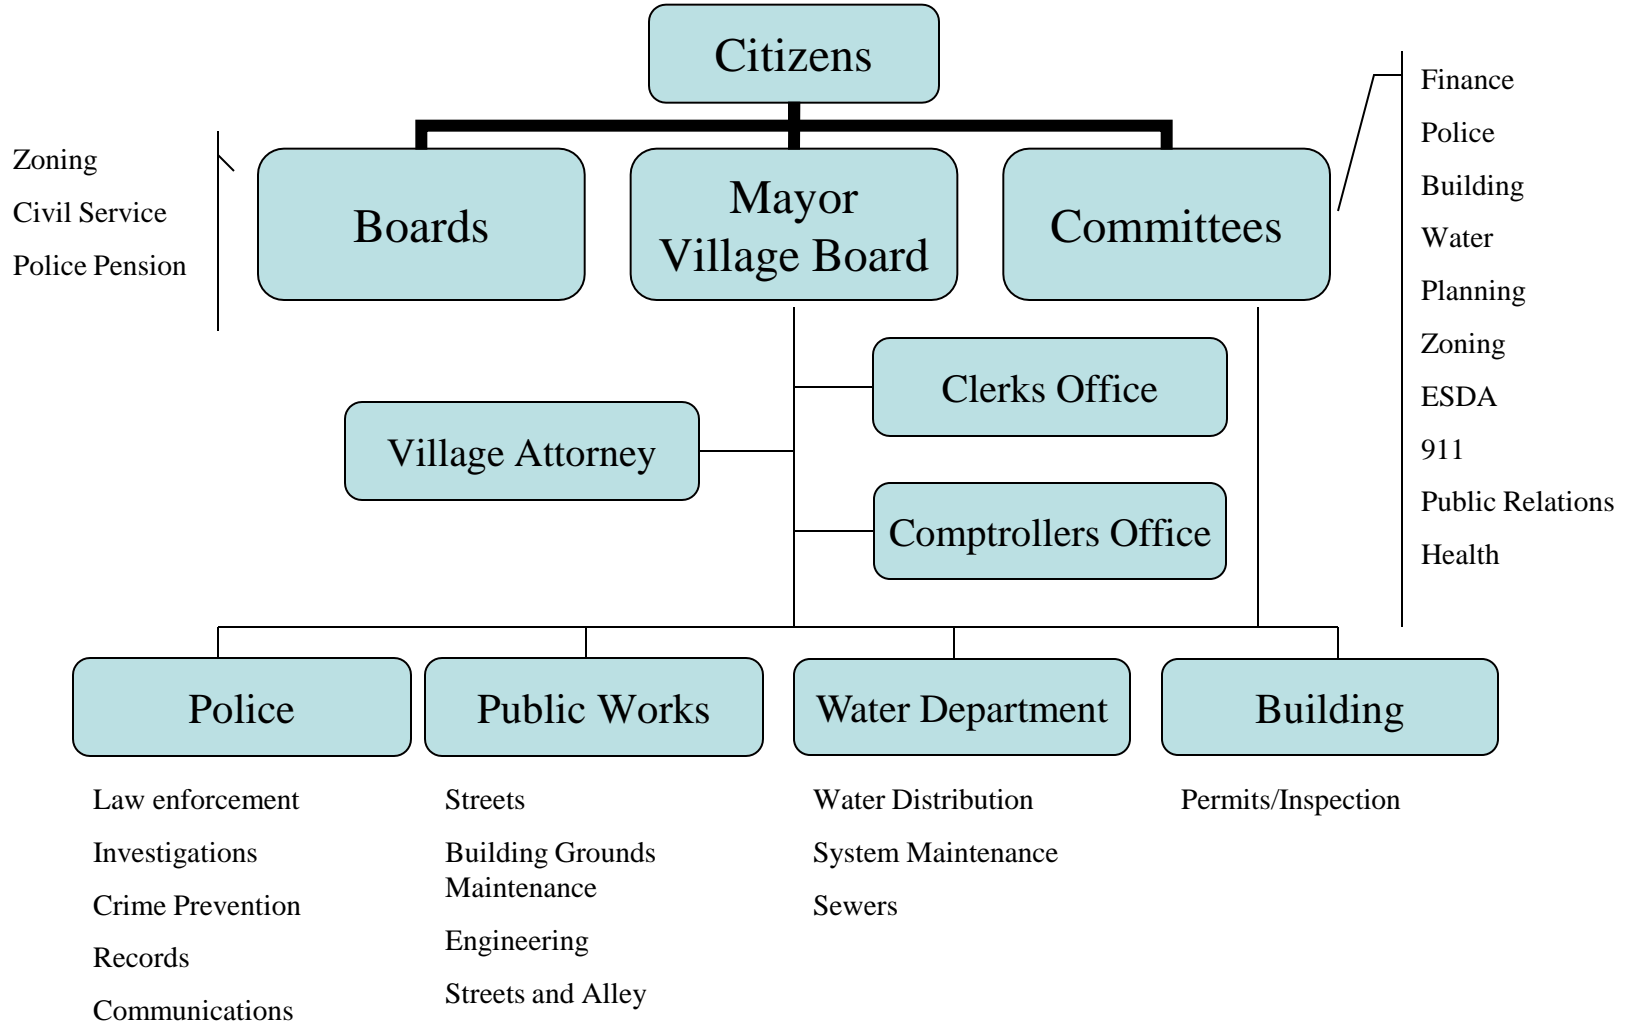 Citizens
Zoning
Civil Service
Police Pension
Boards
Mayor
Village Board
Committees
Finance
Police
Building
Water
Planning
Zoning
ESDA
911
Public Relations
Health
Clerks Office
Village Attorney
Comptrollers Office
Police
Public Works
Water Department
Building
Law enforcement
Investigations
Crime Prevention
Records
Communications
Streets
Building Grounds
Maintenance
Engineering
Streets and Alley
Water Distribution
System Maintenance
Sewers
Permits/Inspection